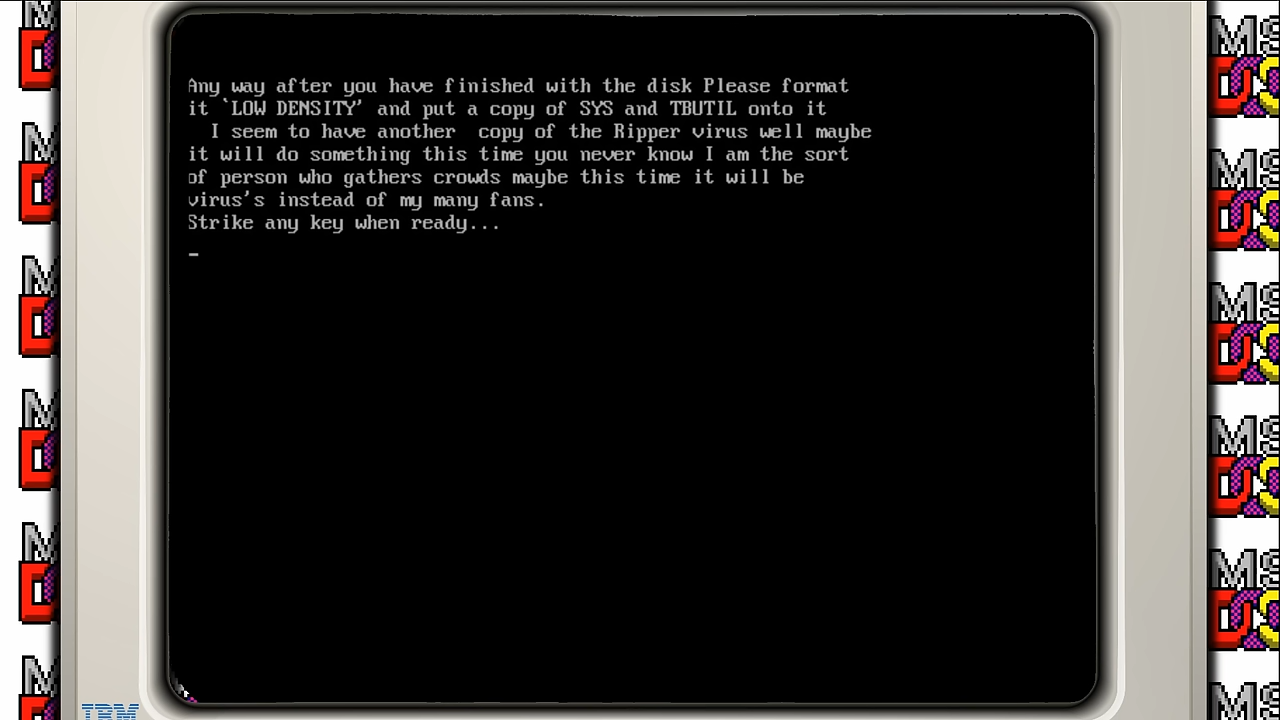 Any way after you have finished with the disk Please format
it `LOW DENSITY' and put a copy of SYS and TBUTIL onto it
I seem to have another  copy of the Ripper virus well maybe
it will do something this time you never know I am the sort
of person who gathers crowds maybe this time it will be
virus's instead of my many fans.
Strike any key when ready...
IBM